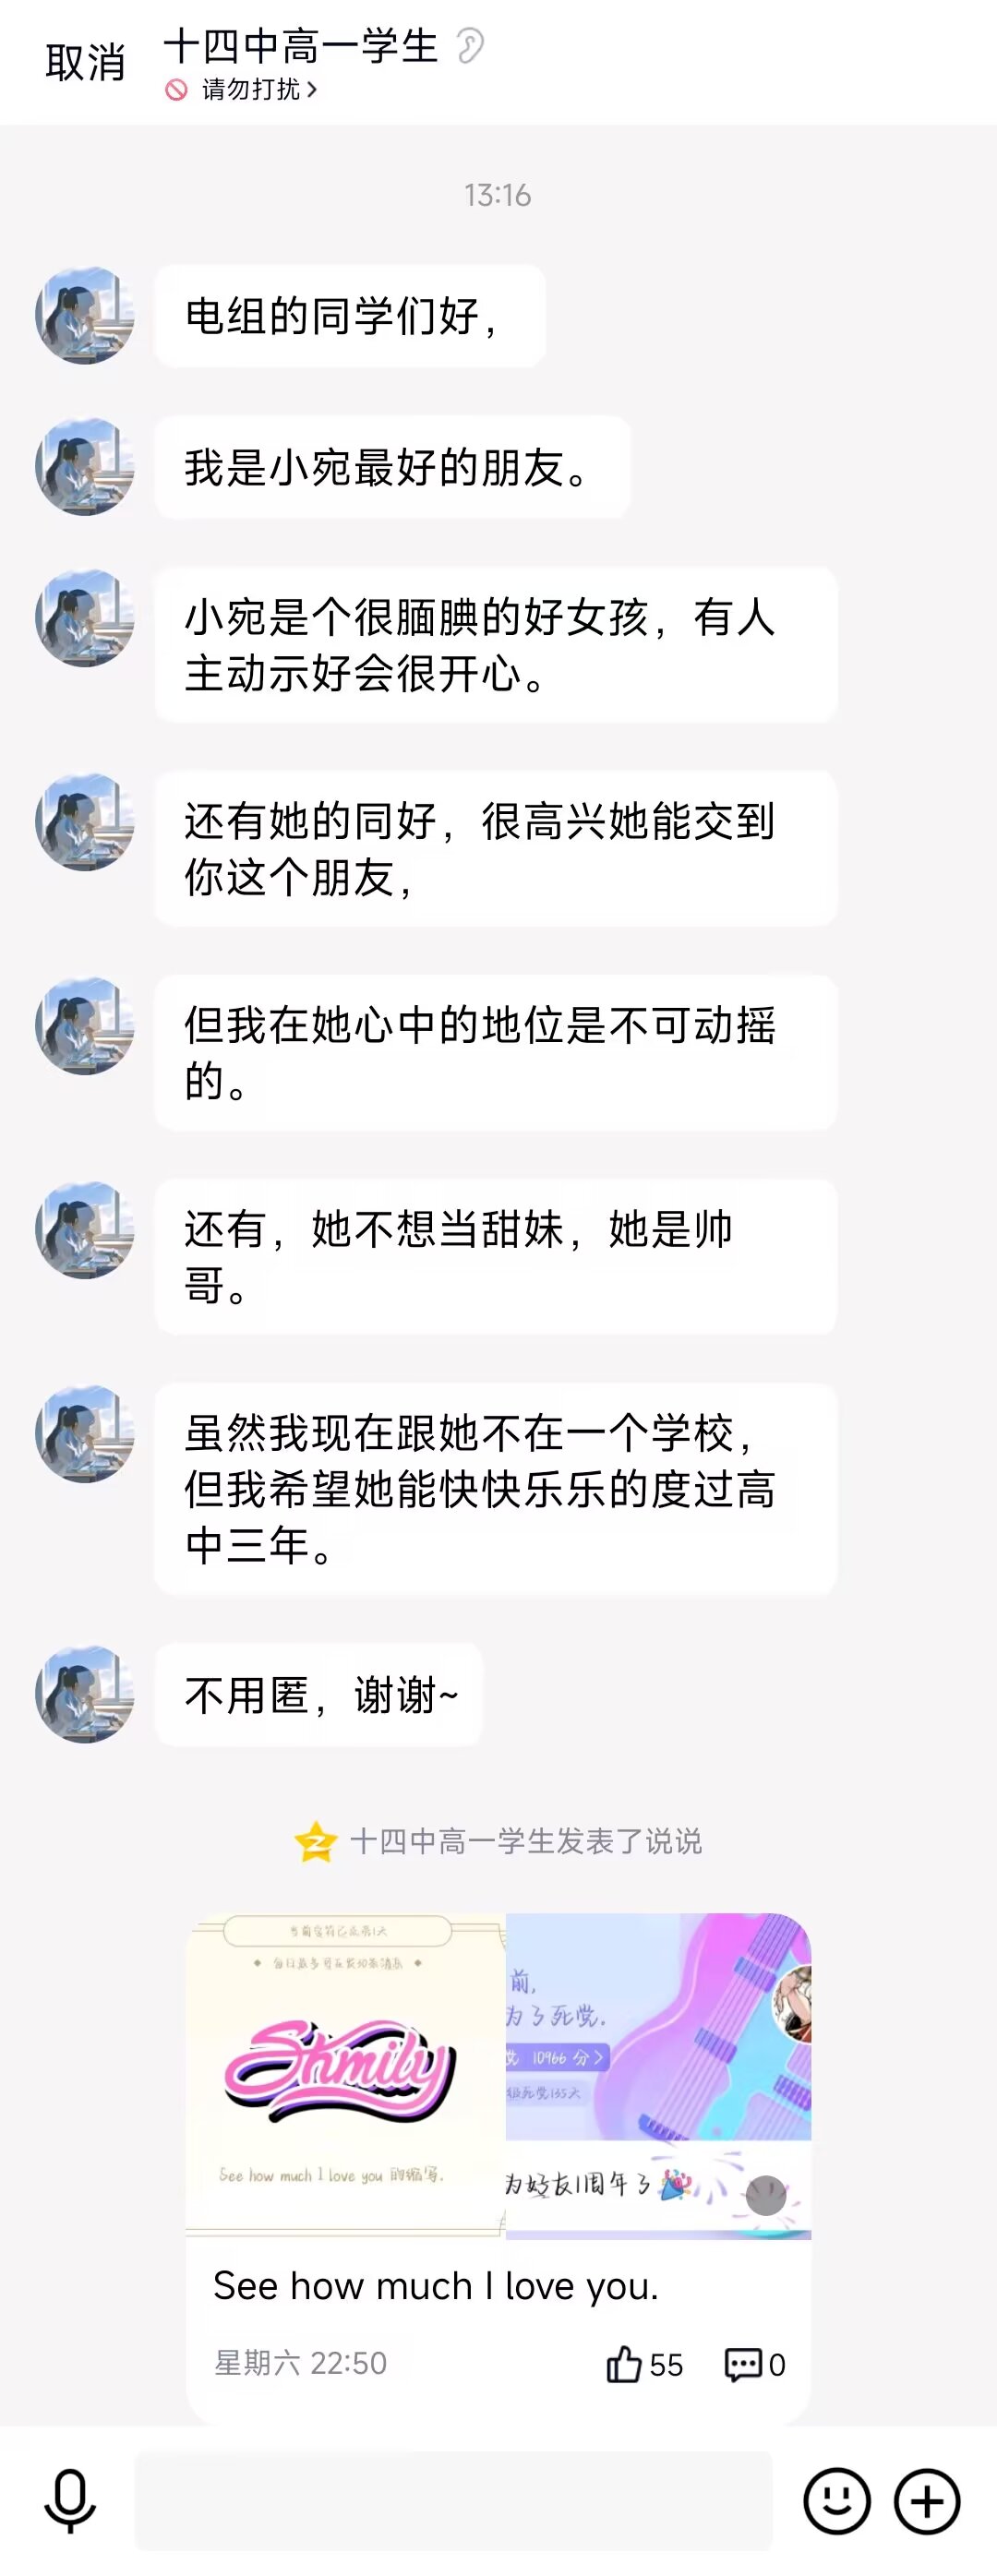 取消
十四中高一学生
请勿打扰
13:16
电组的同学们好，
我是小宛最好的朋友。
小宛是个很腼腆的好女孩，有人
主动示好会很开心。
还有她的同好，很高兴她能交到
你这个朋友，
但我在她心中的地位是不可动摇
的。
还有，她不想当甜妹，她是帅
哥。
虽然我现在跟她不在一个学校，
但我希望她能快快乐乐的度过高
中三年。
不用匿，谢谢~
十四中高一学生发表了说说
Shmily
See how much I love you 的缩写.
前,
为了死党.
党 10966 分
死党135天
为好友1周年了
See how much I love you.
星期六 22:50
55
0